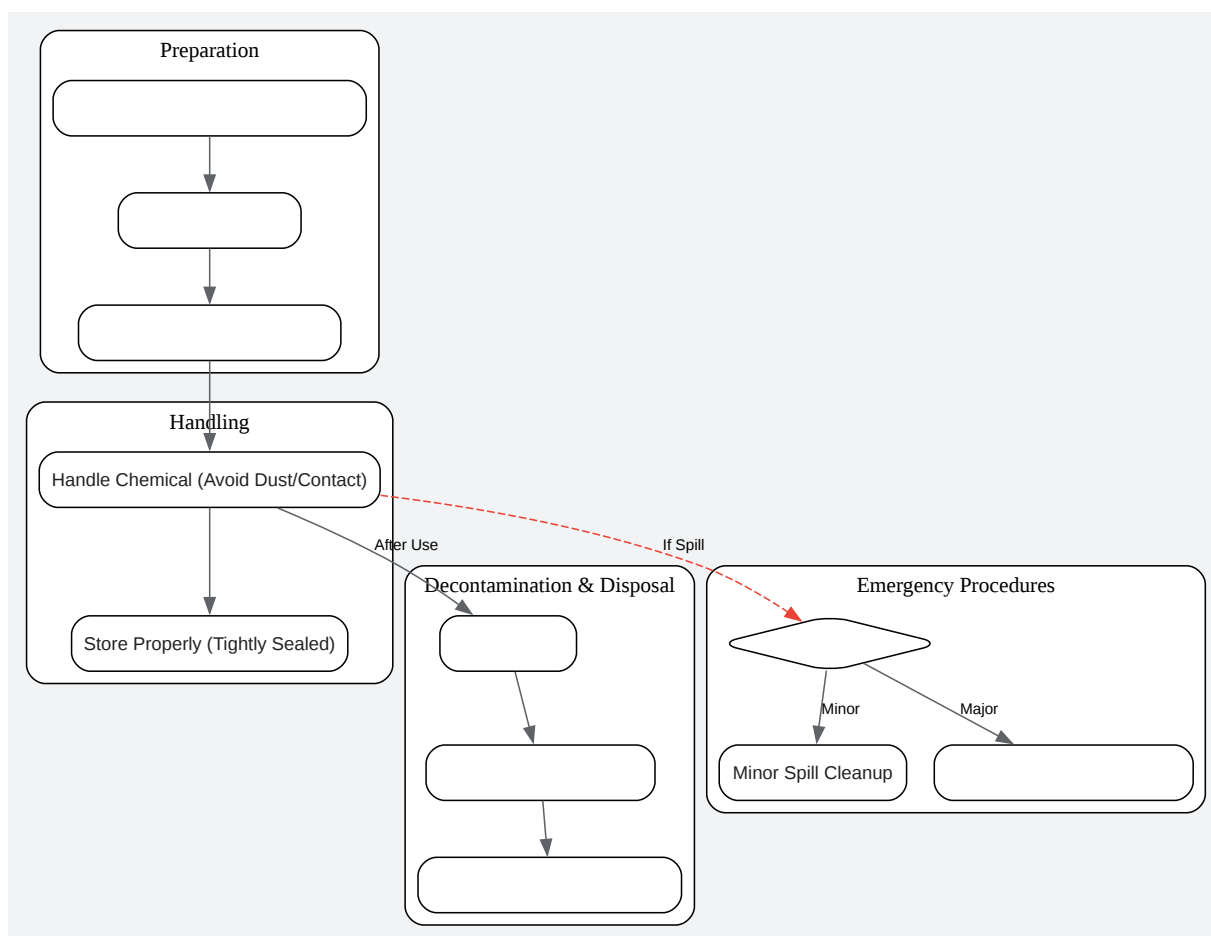 Preparation
Handling
Handle Chemical (Avoid Dust/Contact)
After Use
If Spill
Decontamination & Disposal
Emergency Procedures
Store Properly (Tightly Sealed)
Minor
Major
Minor Spill Cleanup